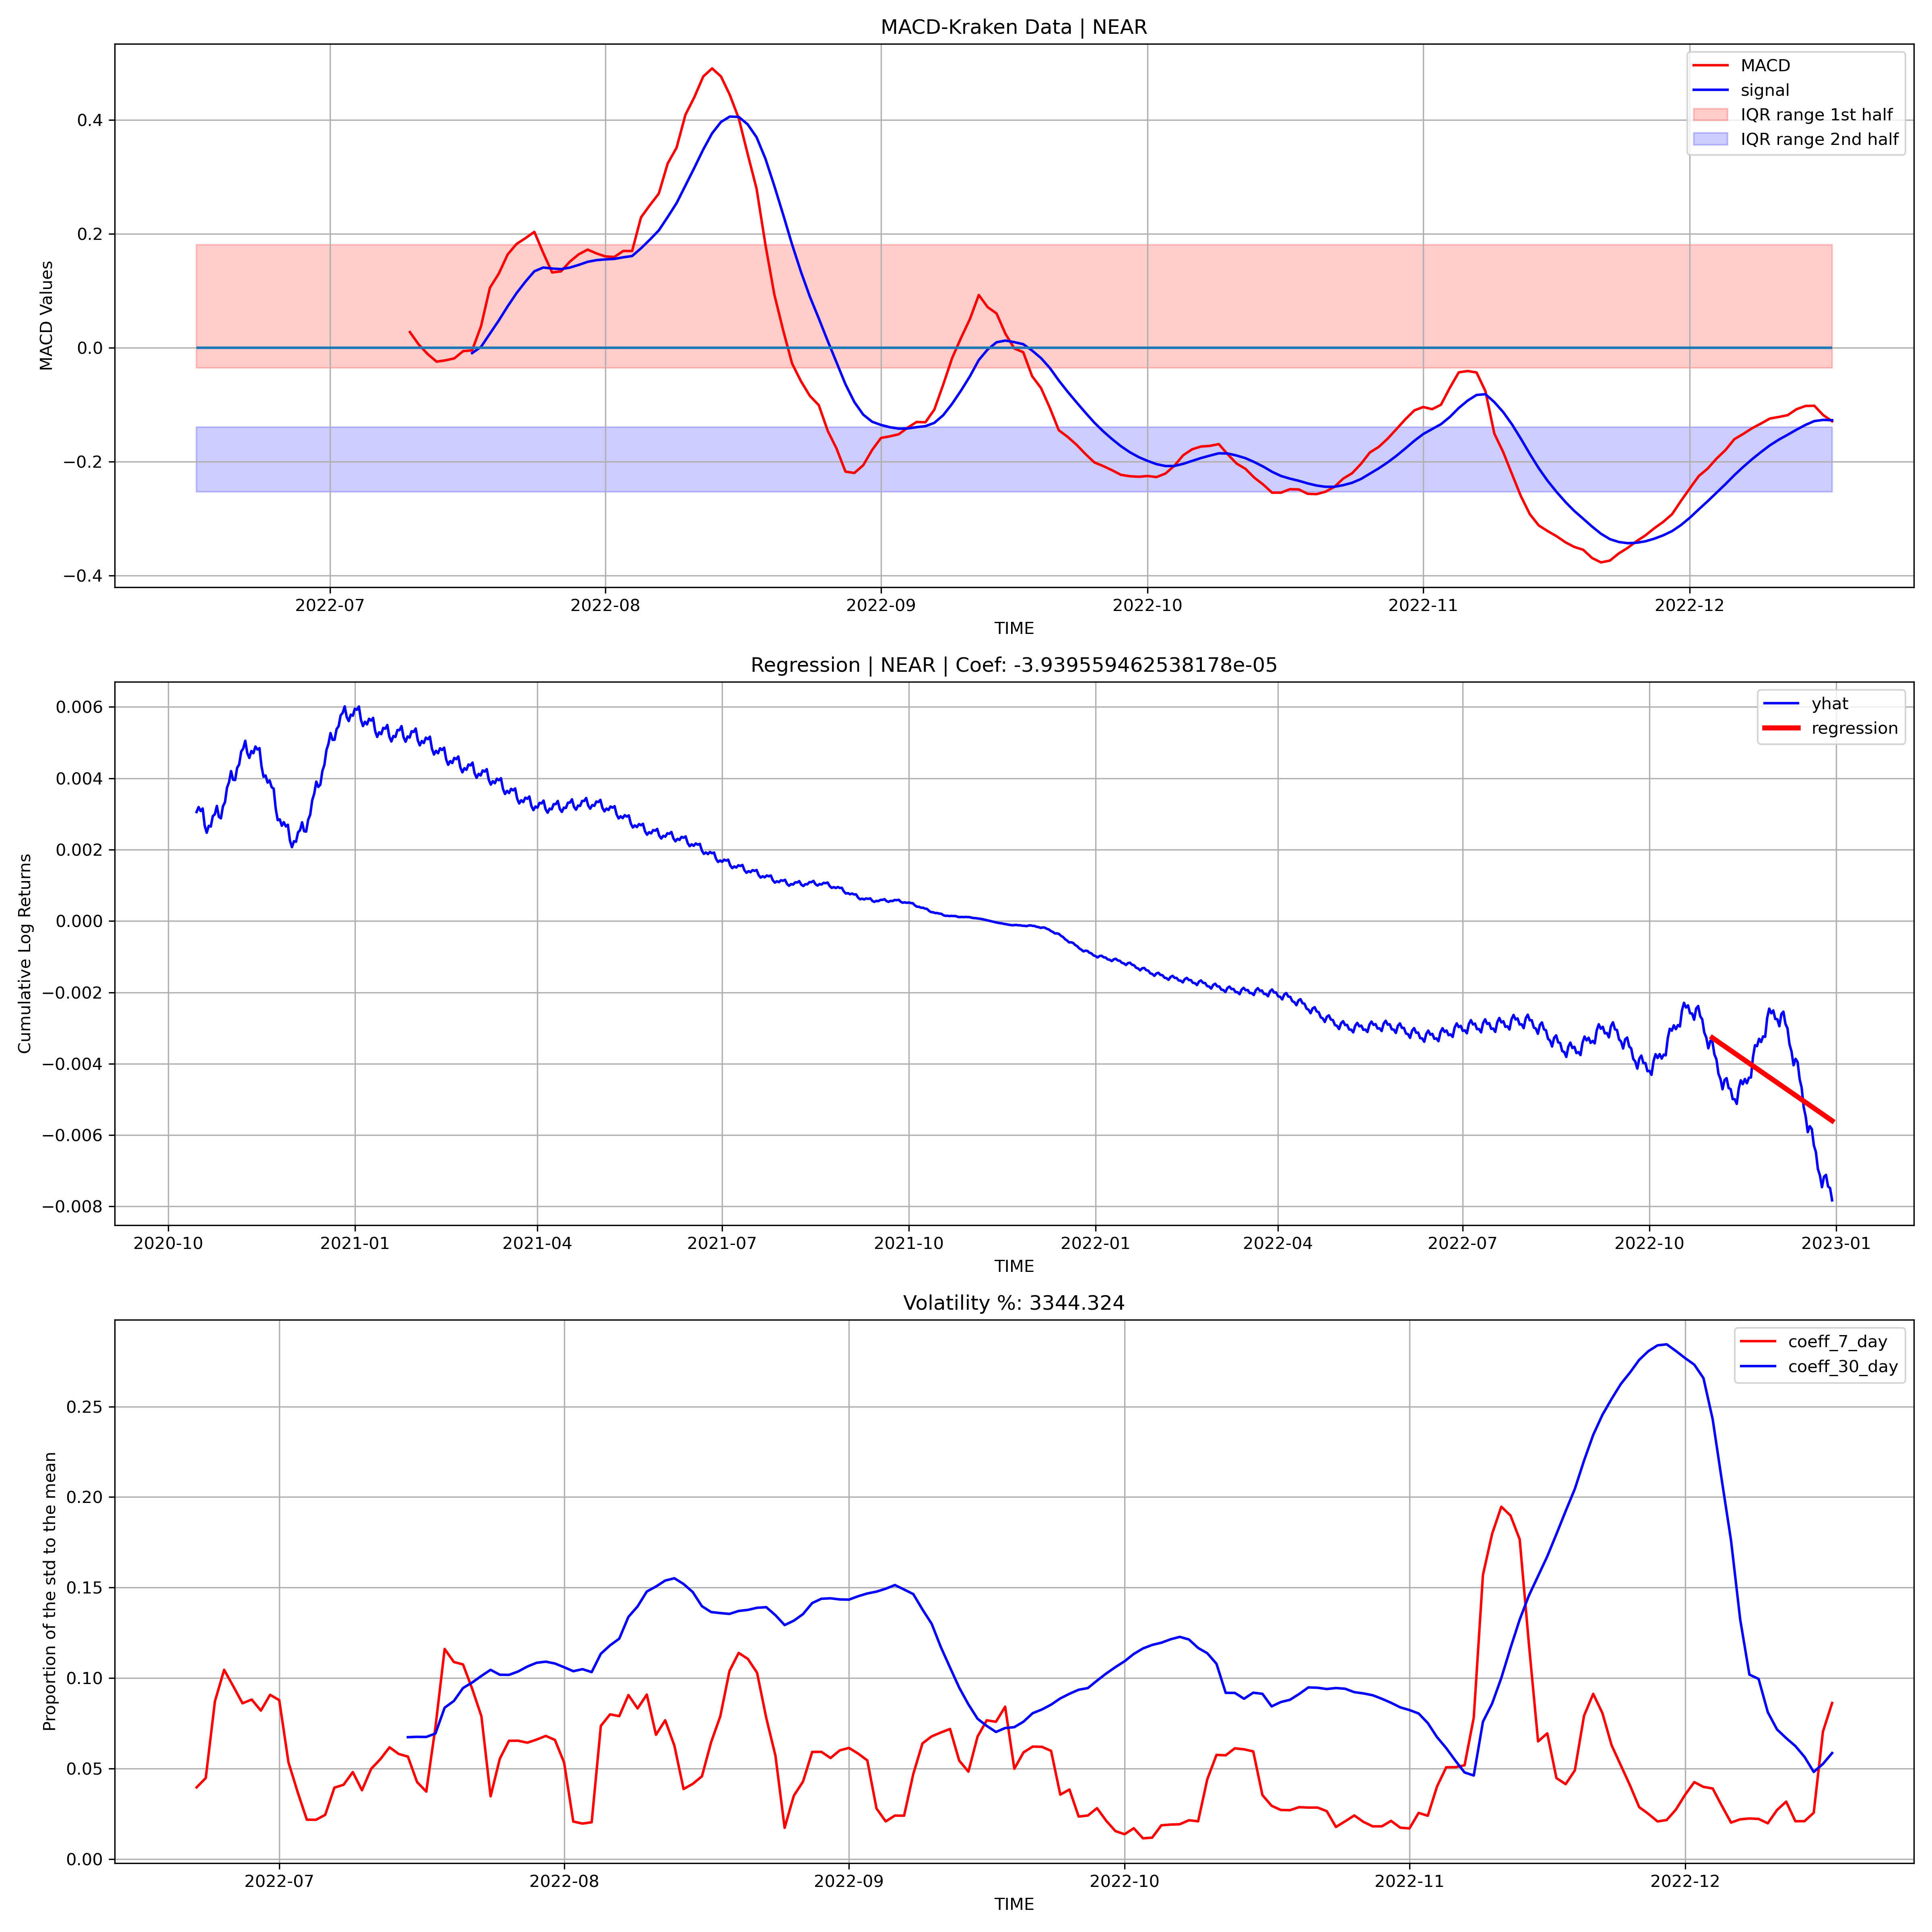 MACD-Kraken Data | NEAR
MACD
signal
IQR range 1st half
IQR range 2nd half
MACD Values
0.4
0.2
0.0
−0.2
−0.4
2022-07
2022-08
2022-09
2022-10
2022-11
2022-12
TIME
Regression | NEAR | Coef: -3.939559462538178e-05
yhat
regression
Cumulative Log Returns
0.006
0.004
0.002
0.000
−0.002
−0.004
−0.006
−0.008
2020-10
2021-01
2021-04
2021-07
2021-10
2022-01
2022-04
2022-07
2022-10
2023-01
TIME
Volatility %: 3344.324
coeff_7_day
coeff_30_day
Proportion of the std to the mean
0.25
0.20
0.15
0.10
0.05
0.00
2022-07
2022-08
2022-09
2022-10
2022-11
2022-12
TIME